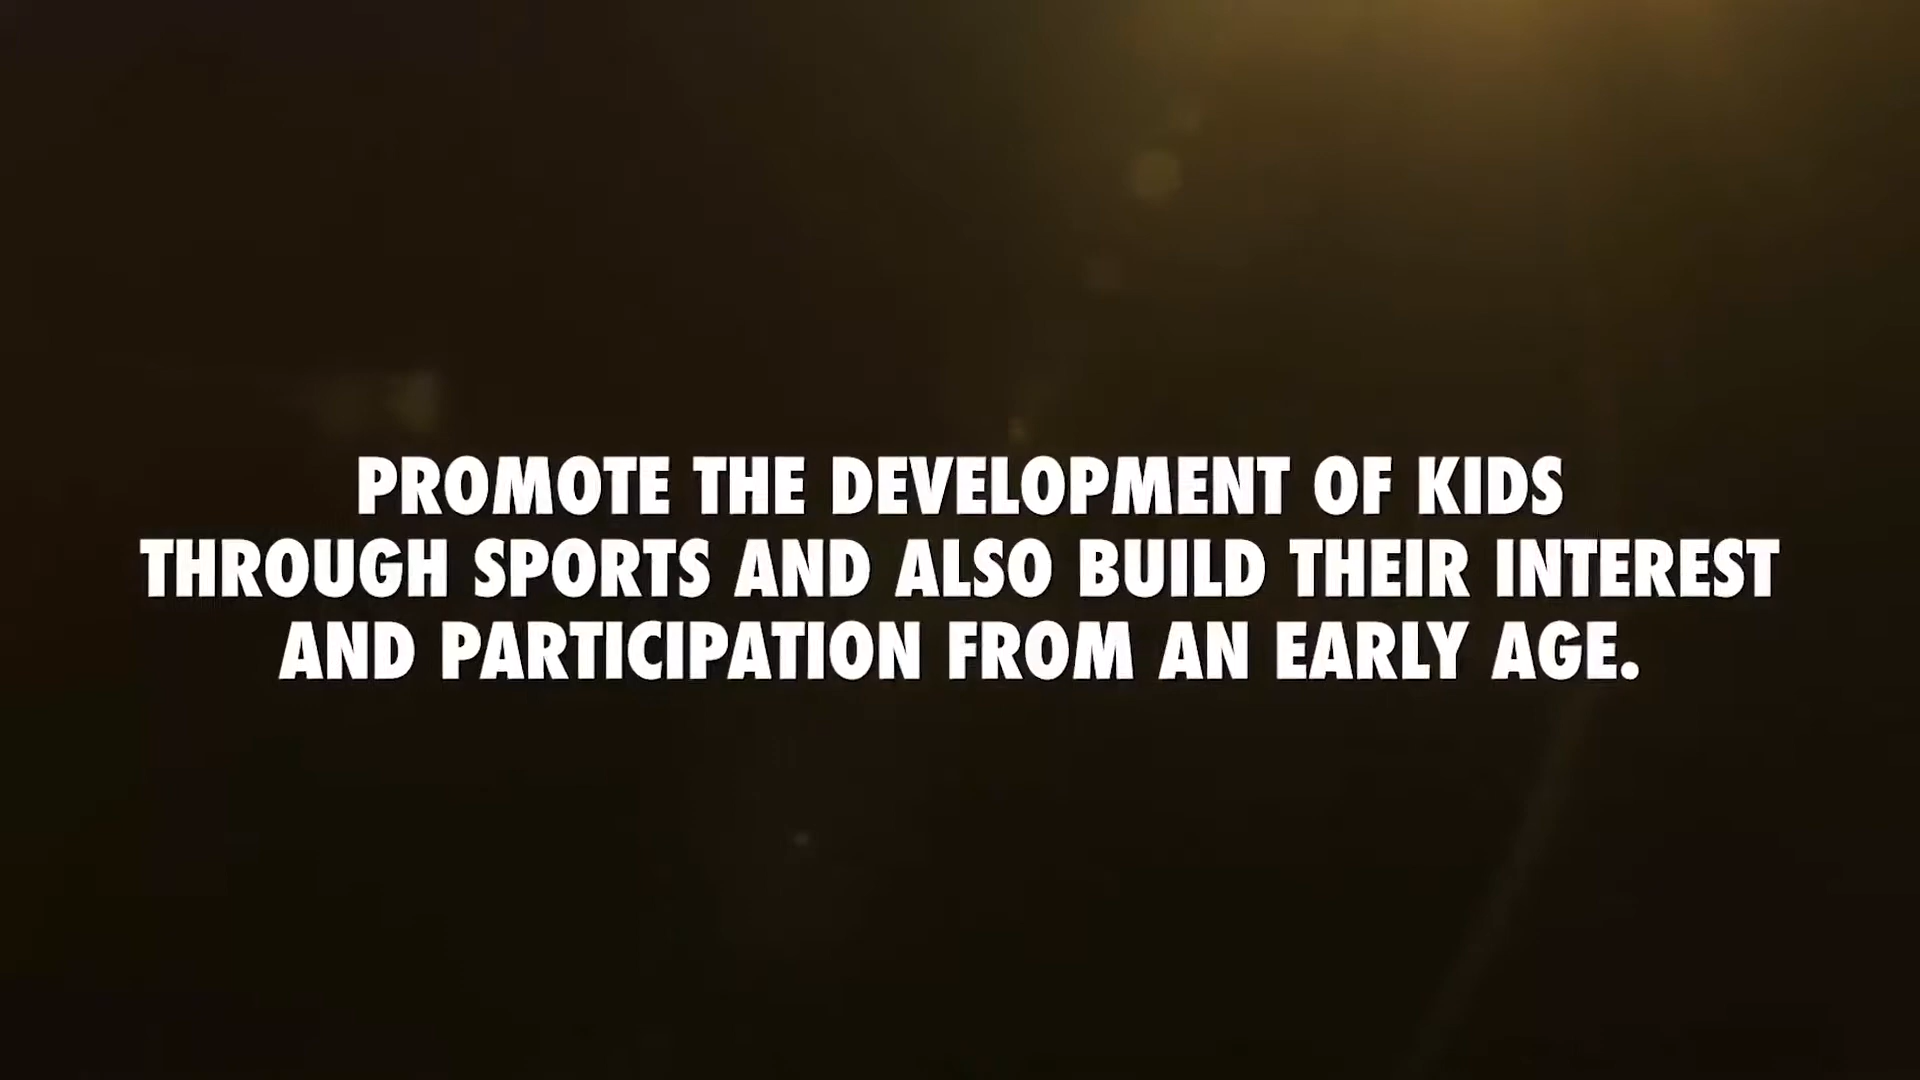 PROMOTE THE DEVELOPMENT OF KIDS
THROUGH SPORTS AND ALSO BUILD THEIR INTEREST
AND PARTICIPATION FROM AN EARLY AGE.